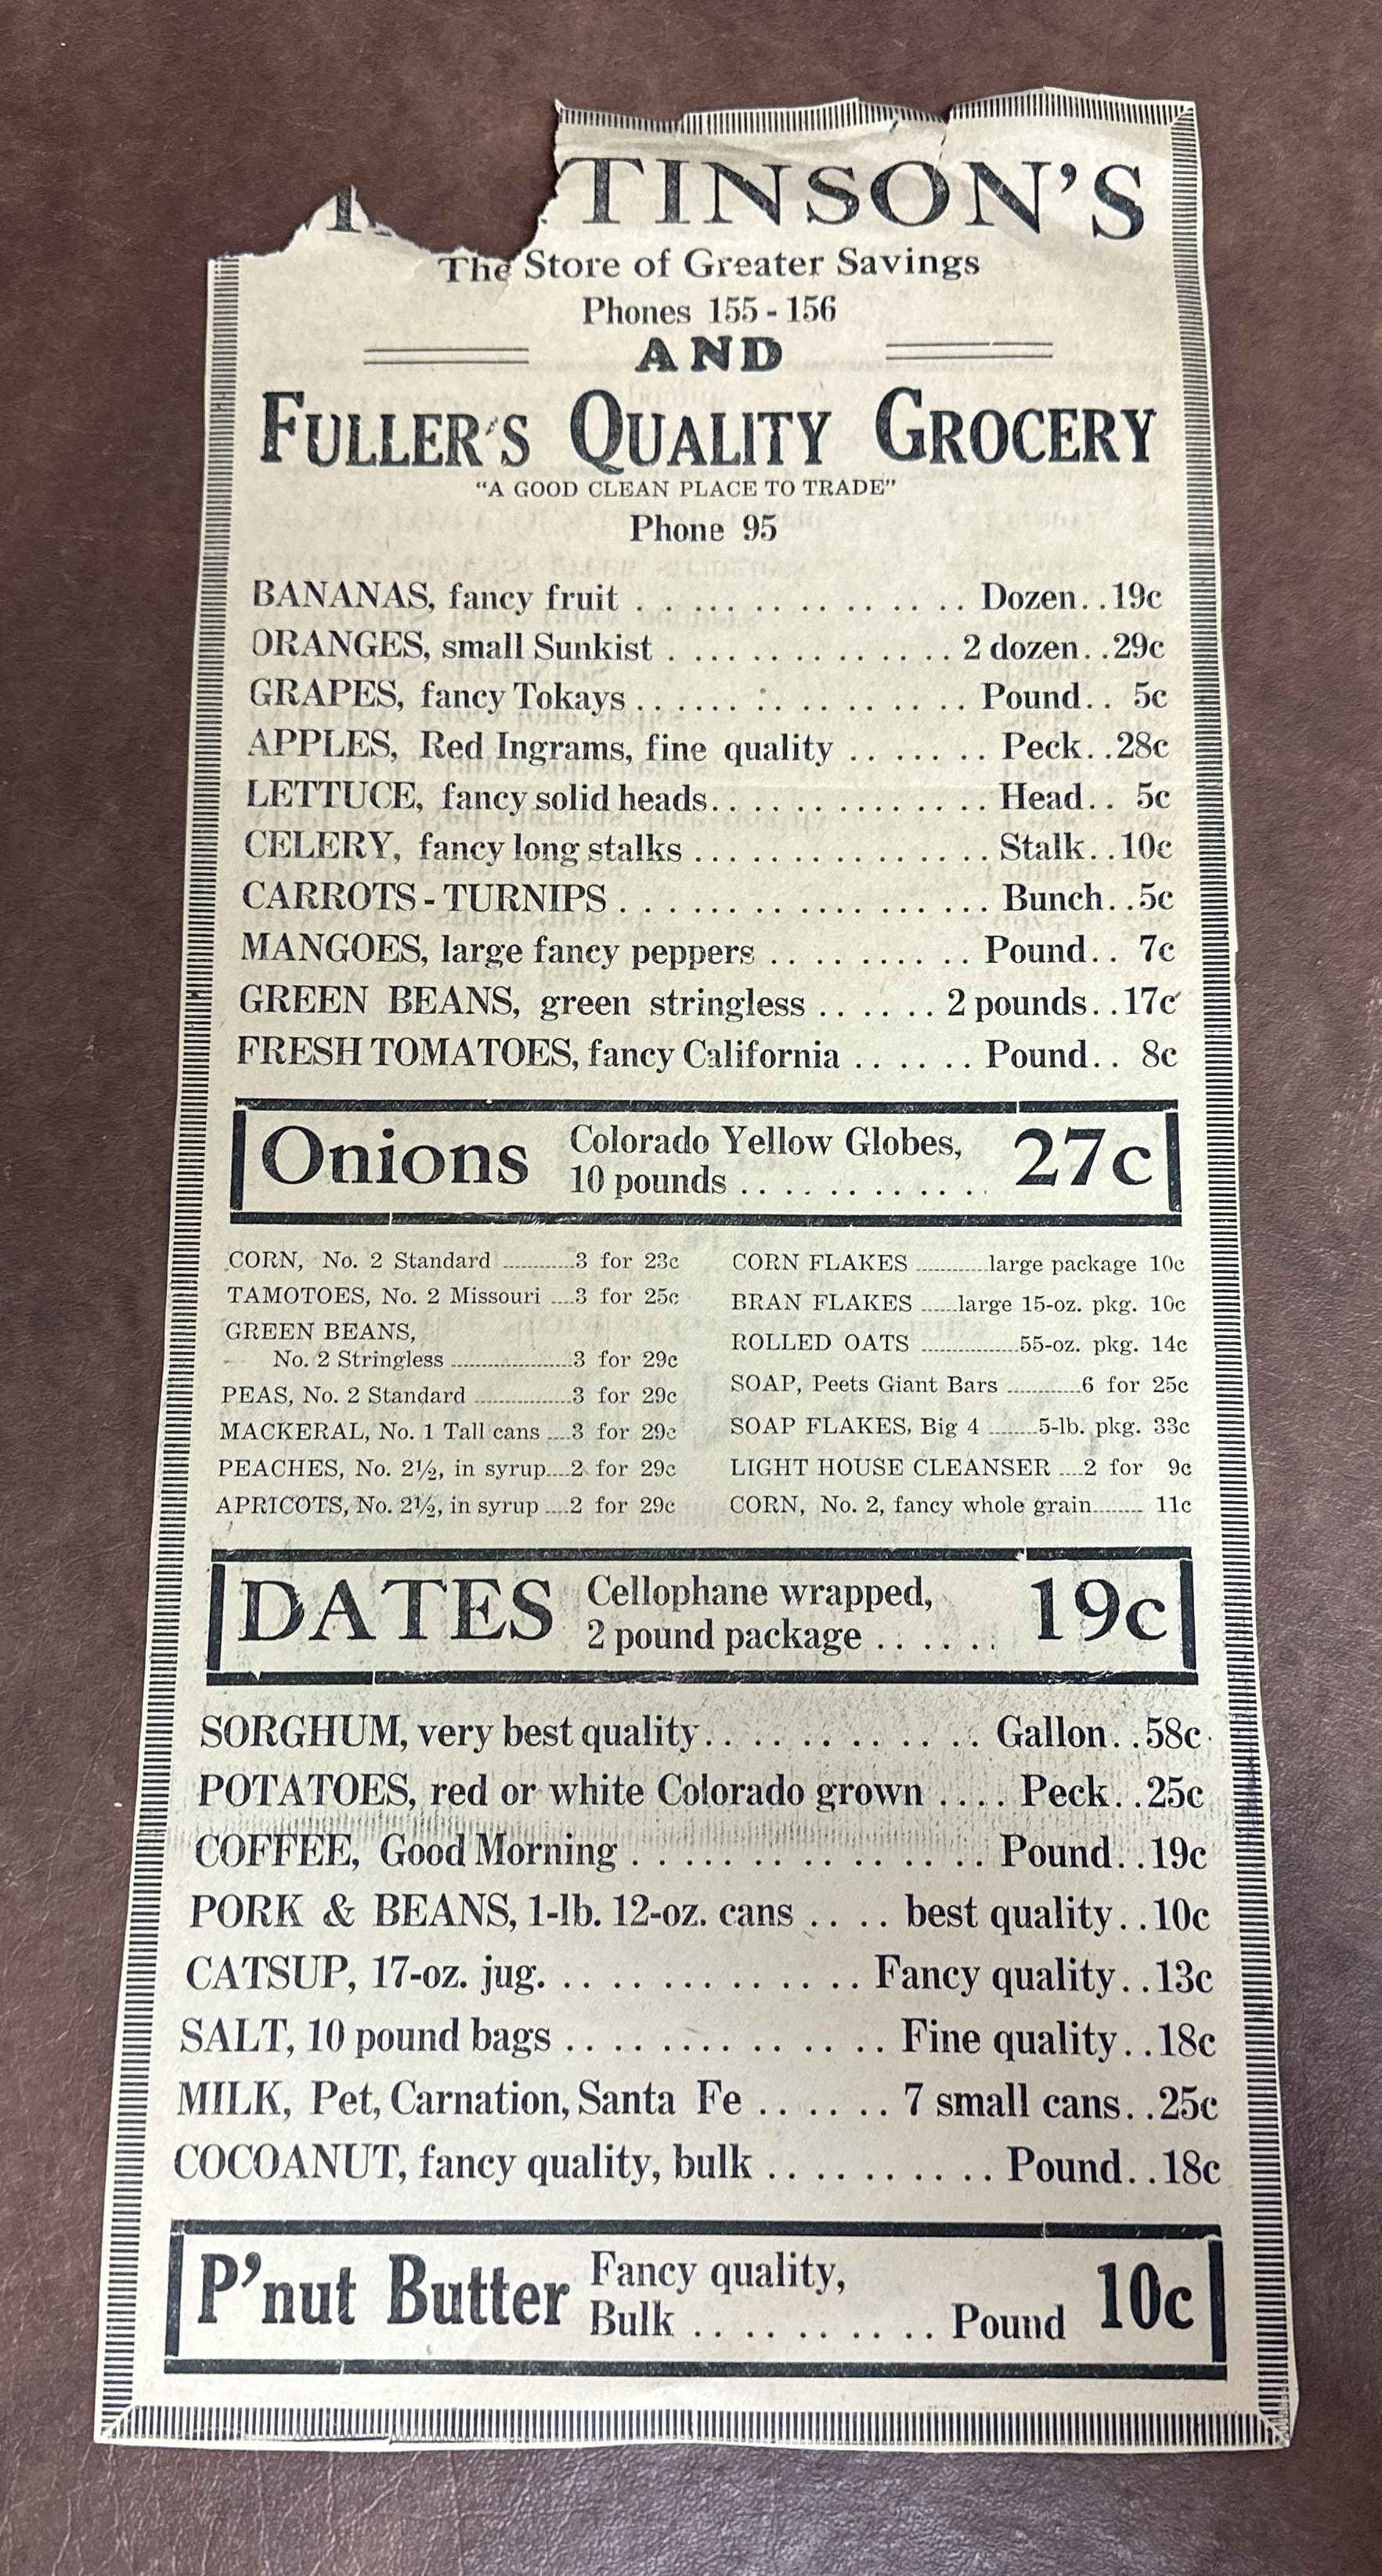 TINSON'S
The Store of Greater Savings
Phones 155 - 156
AND
FULLER'S QUALITY GROCERY
"A GOOD CLEAN PLACE TO TRADE"
Phone 95
BANANAS, fancy fruit . . . . . . . . . . . . . . Dozen. . 19c
ORANGES, small Sunkist . . . . . . . . . . . . . 2 dozen. . 29c
GRAPES, fancy Tokays . . . . . . . . . . . . . . . Pound. . 5c
APPLES, Red Ingrams, fine quality . . . . . . Peck. . 28c
LETTUCE, fancy solid heads. . . . . . . . . . . . . Head. . 5c
CELERY, fancy long stalks . . . . . . . . . . . . . . Stalk. . 10c
CARROTS - TURNIPS . . . . . . . . . . . . . . . . . Bunch. . 5c
MANGOES, large fancy peppers . . . . . . . . . Pound. . 7c
GREEN BEANS, green stringless . . . . . . 2 pounds. . 17c
FRESH TOMATOES, fancy California . . . . . . Pound. . 8c
Onions Colorado Yellow Globes, 27c
10 pounds . . . . . . . . . . .
CORN, No. 2 Standard ............3 for 23c
TAMOTOES, No. 2 Missouri ....3 for 25c
GREEN BEANS,
No. 2 Stringless ....................3 for 29c
PEAS, No. 2 Standard ................3 for 29c
MACKERAL, No. 1 Tall cans ....3 for 29c
PEACHES, No. 2½, in syrup....2 for 29c
APRICOTS, No. 2½, in syrup ....2 for 29c
CORN FLAKES ............large package 10c
BRAN FLAKES ......large 15-oz. pkg. 10c
ROLLED OATS ................55-oz. pkg. 14c
SOAP, Peets Giant Bars ............6 for 25c
SOAP FLAKES, Big 4 ........5-lb. pkg. 33c
LIGHT HOUSE CLEANSER ....2 for 9c
CORN, No. 2, fancy whole grain........ 11c
DATES Cellophane wrapped, 19c
2 pound package . . . . . .
SORGHUM, very best quality. . . . . . . . . . . . Gallon. . 58c
POTATOES, red or white Colorado grown . . . . Peck. . 25c
COFFEE, Good Morning . . . . . . . . . . . . . . . Pound. . 19c
PORK & BEANS, 1-lb. 12-oz. cans . . . . best quality. . 10c
CATSUP, 17-oz. jug. . . . . . . . . . . . . . Fancy quality. . 13c
SALT, 10 pound bags . . . . . . . . . . . . . . Fine quality. . 18c
MILK, Pet, Carnation, Santa Fe . . . . . . 7 small cans. . 25c
COCOANUT, fancy quality, bulk . . . . . . . . . . Pound. . 18c
P'nut Butter Fancy quality, 10c
Bulk . . . . . . . . . . Pound